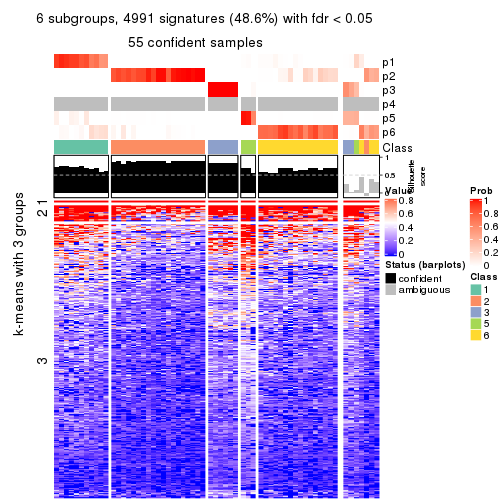 6 subgroups, 4991 signatures (48.6%) with fdr < 0.05
55 confident samples
p1
p2
p3
p4
p5
p6
Class
1
0.5
0
Silhouette score
k-means with 3 groups
1
2
3
Value
0.8
0.6
0.4
0.2
0
Status (barplots)
confident
ambiguous
Prob
1
0.8
0.6
0.4
0.2
0
Class
1
2
3
5
6